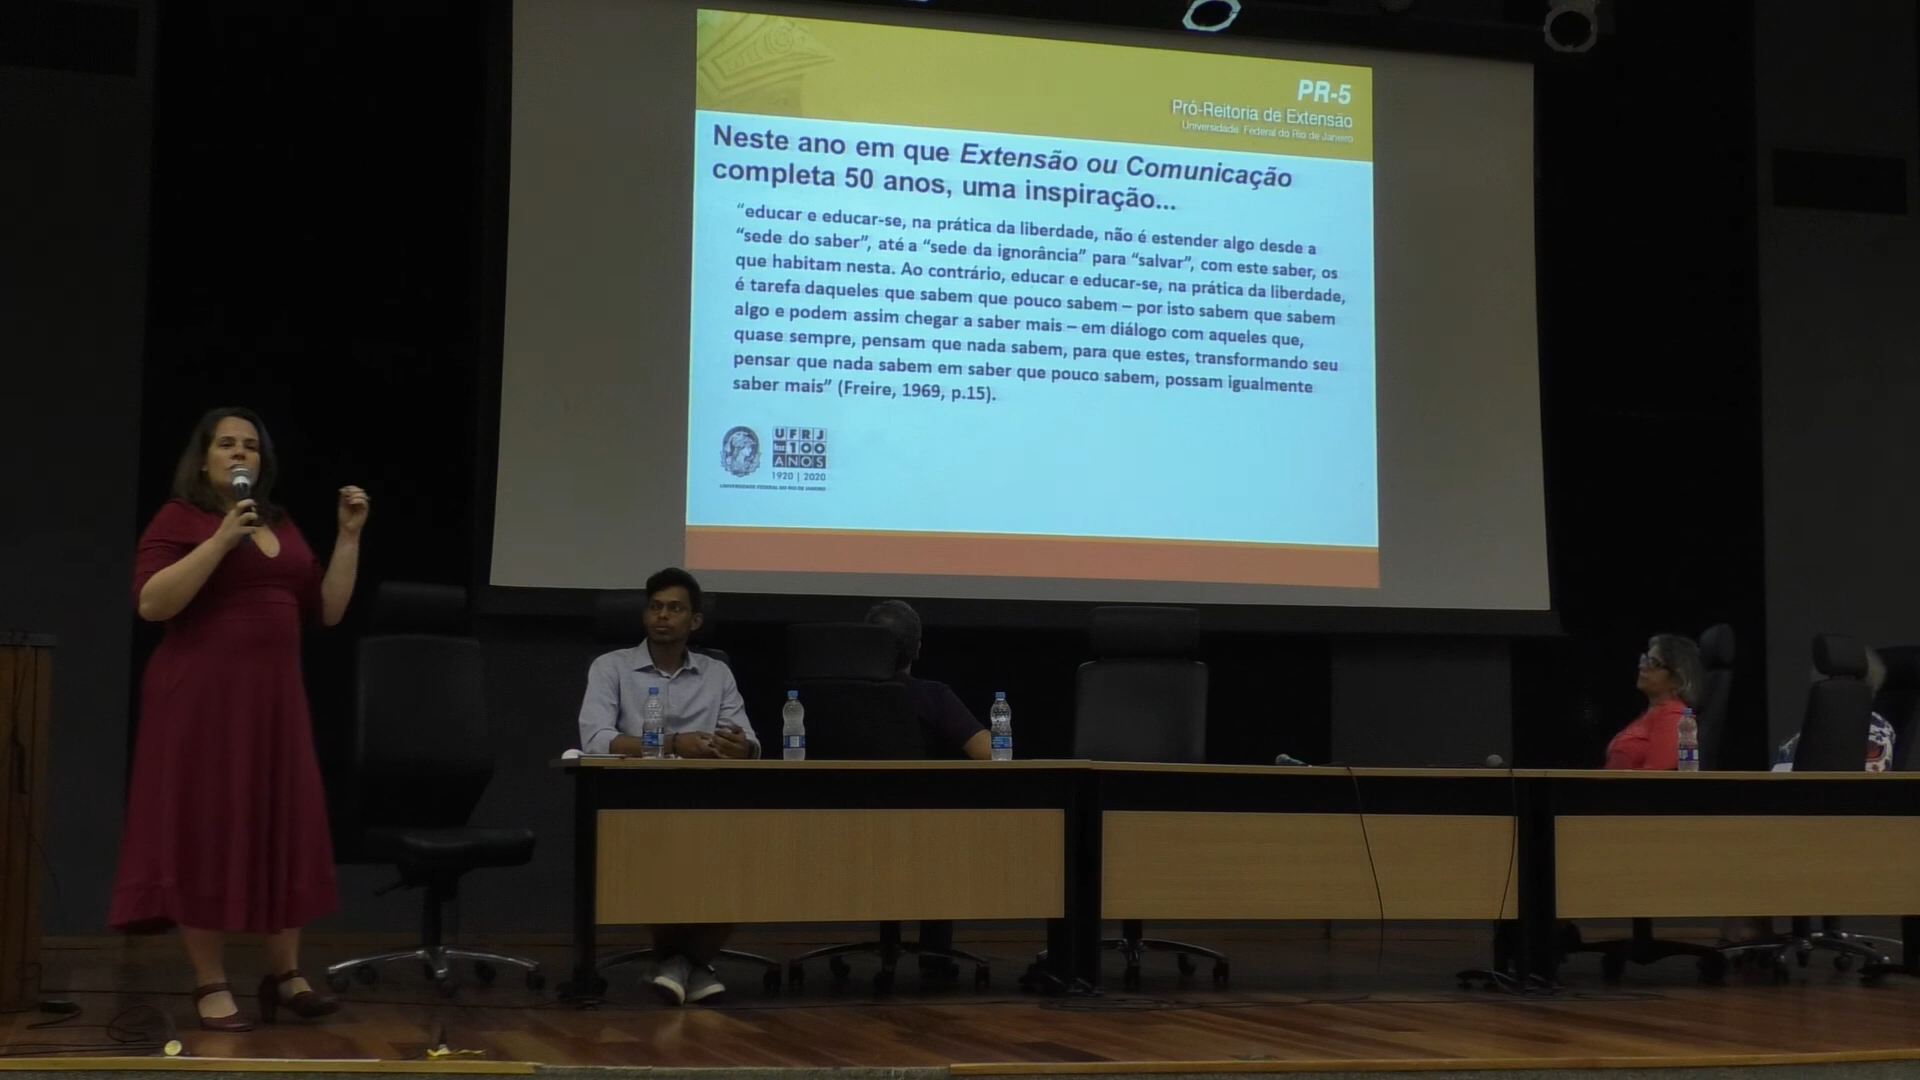 PR-5
Pró-Reitoria de Extensão
Universidade Federal do Rio de Janeiro
Neste ano em que Extensão ou Comunicação
completa 50 anos, uma inspiração...
“educar e educar-se, na prática da liberdade, não é estender algo desde a
“sede do saber”, até a “sede da ignorância” para “salvar”, com este saber, os
que habitam nesta. Ao contrário, educar e educar-se, na prática da liberdade,
é tarefa daqueles que sabem que pouco sabem – por isto sabem que sabem
algo e podem assim chegar a saber mais – em diálogo com aqueles que,
quase sempre, pensam que nada sabem, para que estes, transformando seu
pensar que nada sabem em saber que pouco sabem, possam igualmente
saber mais” (Freire, 1969, p.15).
UFRJ
100
ANOS
1920 | 2020
UNIVERSIDADE FEDERAL DO RIO DE JANEIRO